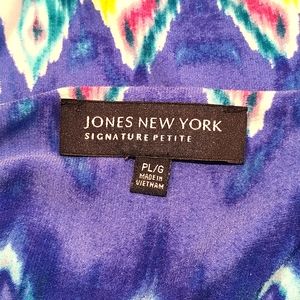 JONES NEW YORK
SIGNATURE PETITE
PL/G
MADE IN
VIETNAM